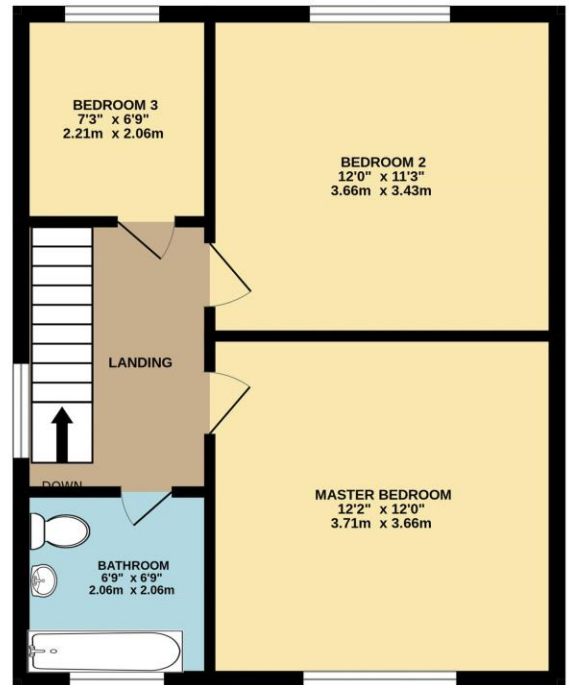 BEDROOM 3
7'3" x 6'9"
2.21m x 2.06m
BEDROOM 2
12'0" x 11'3"
3.66m x 3.43m
LANDING
DOWN
MASTER BEDROOM
12'2" x 12'0"
3.71m x 3.66m
BATHROOM
6'9" x 6'9"
2.06m x 2.06m